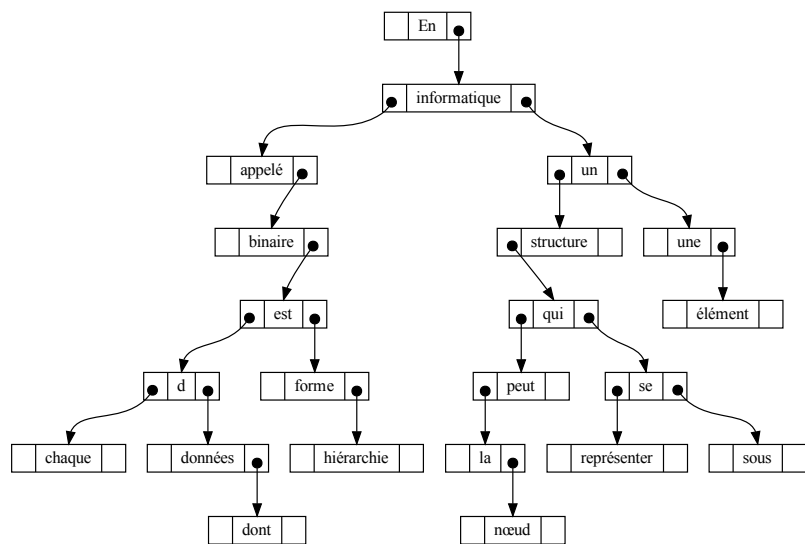 En
informatique
appelé un
binaire structure une
est qui élément
d forme peut se
chaque données hiérarchie la représenter sous
dont nœud